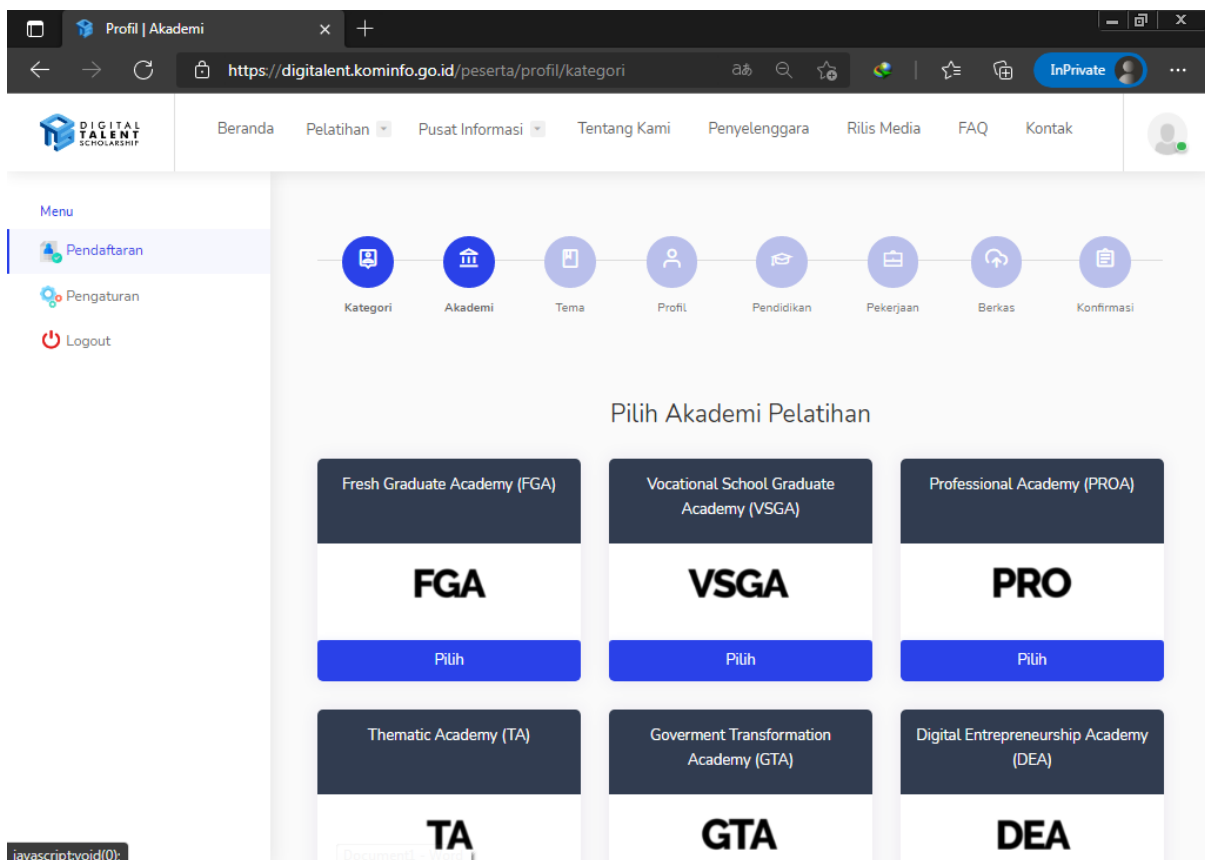 Profil | Akademi
https://digitalent.kominfo.go.id/peserta/profil/kategori
InPrivate
DIGITAL
TALENT
SCHOLARSHIP
Beranda
Pelatihan
Pusat Informasi
Tentang Kami
Penyelenggara
Rilis Media
FAQ
Kontak
Menu
Pendaftaran
Pengaturan
Logout
Kategori
Akademi
Tema
Profil
Pendidikan
Pekerjaan
Berkas
Konfirmasi
Pilih Akademi Pelatihan
Fresh Graduate Academy (FGA)
FGA
Pilih
Vocational School Graduate
Academy (VSGA)
VSGA
Pilih
Professional Academy (PROA)
PRO
Pilih
Thematic Academy (TA)
TA
Goverment Transformation
Academy (GTA)
GTA
Digital Entrepreneurship Academy
(DEA)
DEA
javascript:void(0);
Document1 - Word